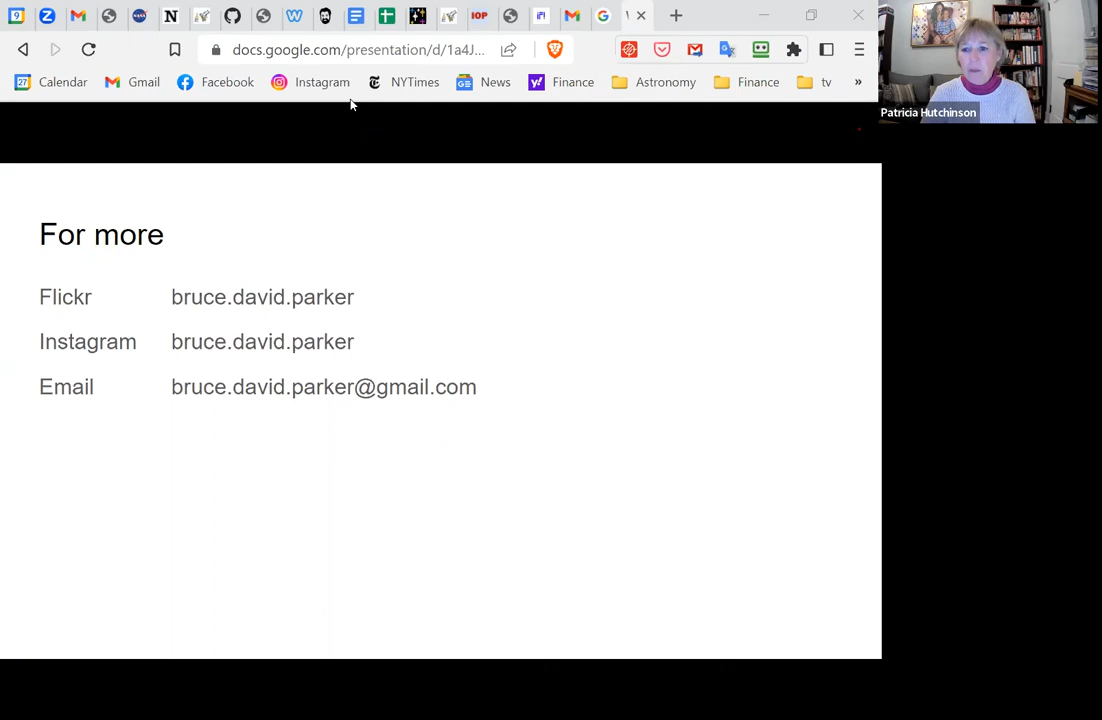 docs.google.com/presentation/d/1a4J...
Calendar Gmail Facebook Instagram NYTimes News Finance Astronomy Finance tv »
Patricia Hutchinson
For more
Flickr bruce.david.parker
Instagram bruce.david.parker
Email bruce.david.parker@gmail.com